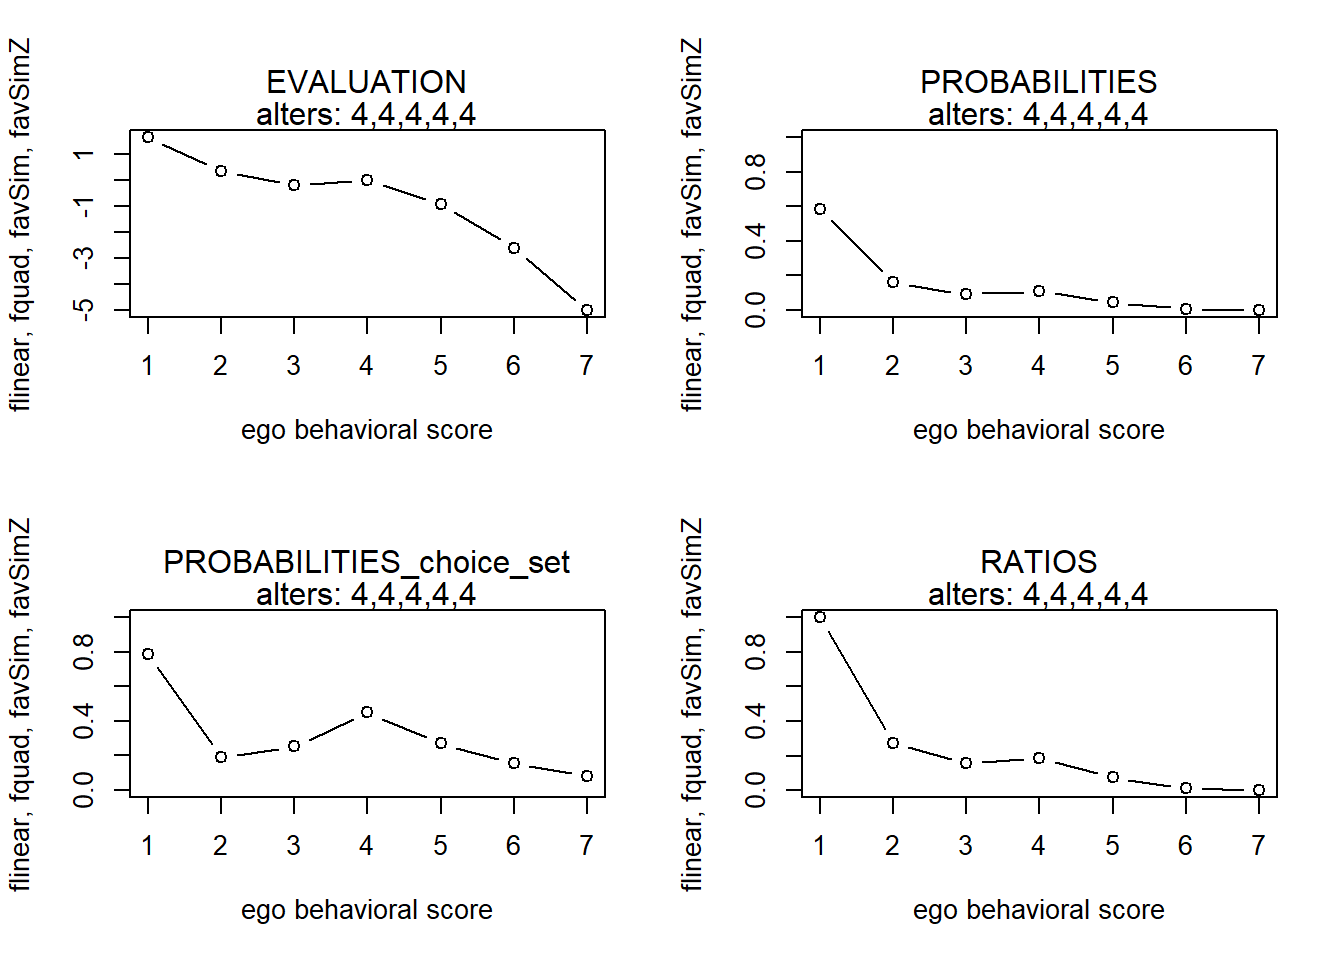 EVALUATION
alters: 4,4,4,4,4
flinear, fquad, favSim, favSimZ
1
-1
-3
-5
1 2 3 4 5 6 7
ego behavioral score
PROBABILITIES
alters: 4,4,4,4,4
flinear, fquad, favSim, favSimZ
0.8
0.4
0.0
1 2 3 4 5 6 7
ego behavioral score
PROBABILITIES_choice_set
alters: 4,4,4,4,4
flinear, fquad, favSim, favSimZ
0.8
0.4
0.0
1 2 3 4 5 6 7
ego behavioral score
RATIOS
alters: 4,4,4,4,4
flinear, fquad, favSim, favSimZ
0.8
0.4
0.0
1 2 3 4 5 6 7
ego behavioral score